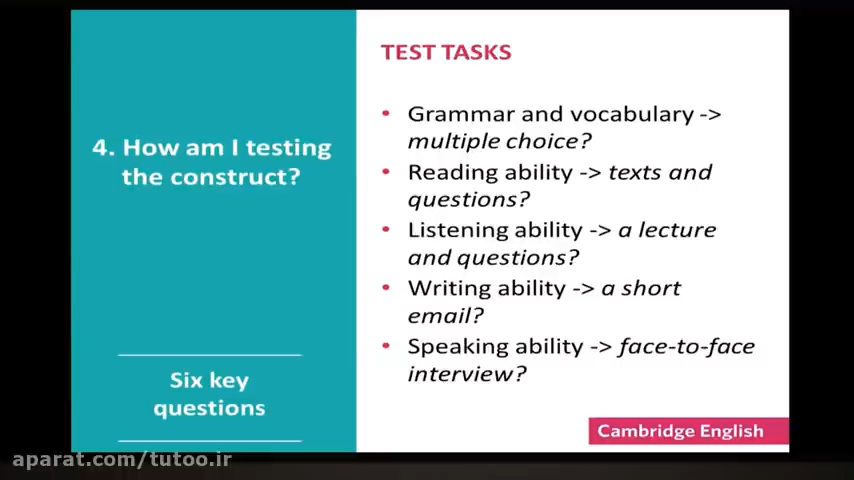 4. How am I testing
the construct?
Six key
questions
TEST TASKS
• Grammar and vocabulary ->
multiple choice?
• Reading ability -> texts and
questions?
• Listening ability -> a lecture
and questions?
• Writing ability -> a short
email?
• Speaking ability -> face-to-face
interview?
Cambridge English
aparat.com/tutoo.ir